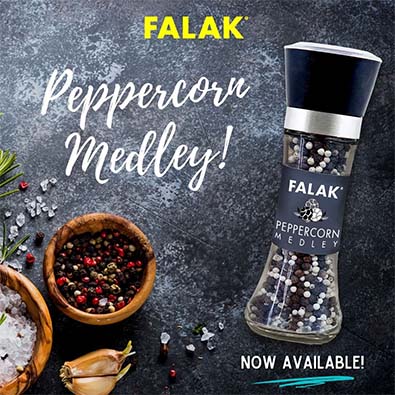 FALAK®
Peppercorn
Medley!
FALAK®
PEPPERCORN
MEDLEY
NOW AVAILABLE!